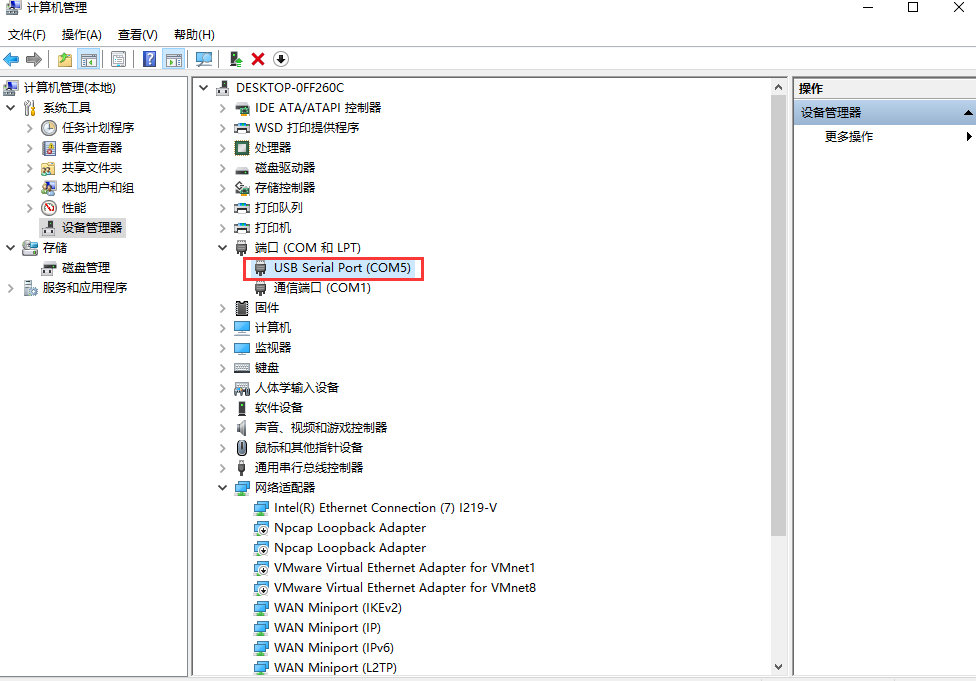 计算机管理
文件(F) 操作(A) 查看(V) 帮助(H)
计算机管理(本地)
系统工具
任务计划程序
事件查看器
共享文件夹
本地用户和组
性能
设备管理器
存储
磁盘管理
服务和应用程序
DESKTOP-0FF260C
IDE ATA/ATAPI 控制器
WSD 打印提供程序
处理器
磁盘驱动器
存储控制器
打印队列
打印机
端口 (COM 和 LPT)
USB Serial Port (COM5)
通信端口 (COM1)
固件
计算机
监视器
键盘
人体学输入设备
软件设备
声音、视频和游戏控制器
鼠标和其他指针设备
通用串行总线控制器
网络适配器
Intel(R) Ethernet Connection (7) I219-V
Npcap Loopback Adapter
Npcap Loopback Adapter
VMware Virtual Ethernet Adapter for VMnet1
VMware Virtual Ethernet Adapter for VMnet8
WAN Miniport (IKEv2)
WAN Miniport (IP)
WAN Miniport (IPv6)
WAN Miniport (L2TP)
操作
设备管理器
更多操作